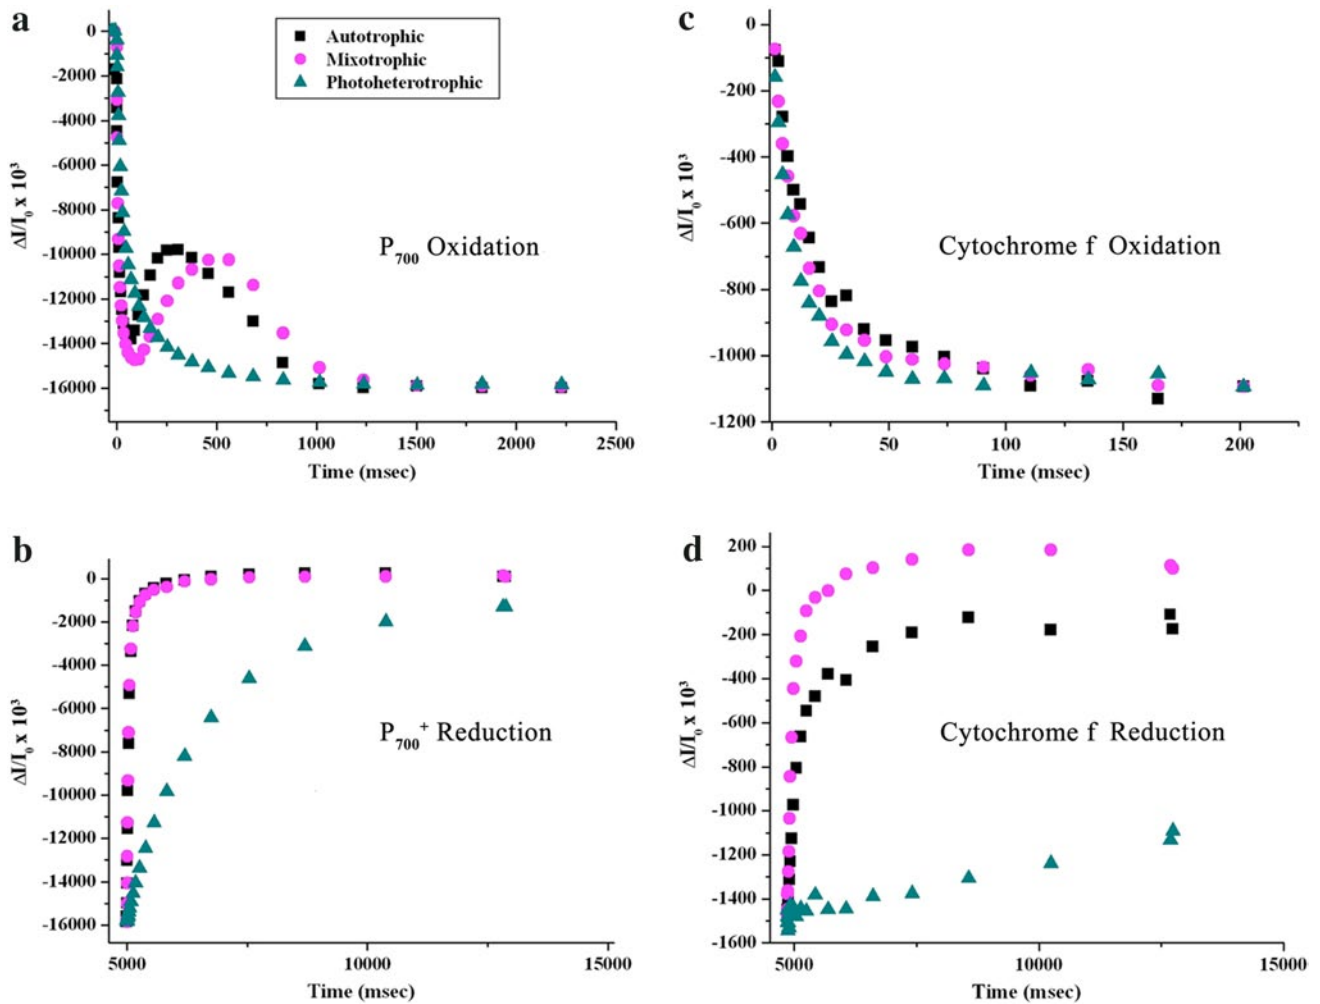 a
0
-2000
-4000
-6000
-8000
-10000
-12000
-14000
-16000
ΔI/I₀ x 10³
Autotrophic
Mixotrophic
Photoheterotrophic
P₇₀₀ Oxidation
0 500 1000 1500 2000 2500
Time (msec)
c
0
-200
-400
-600
-800
-1000
-1200
ΔI/I₀ x 10³
Cytochrome f Oxidation
0 50 100 150 200
Time (msec)
b
0
-2000
-4000
-6000
-8000
-10000
-12000
-14000
-16000
ΔI/I₀ x 10³
P₇₀₀⁺ Reduction
5000 10000 15000
Time (msec)
d
200
0
-200
-400
-600
-800
-1000
-1200
-1400
-1600
ΔI/I₀ x 10³
Cytochrome f Reduction
5000 10000 15000
Time (msec)